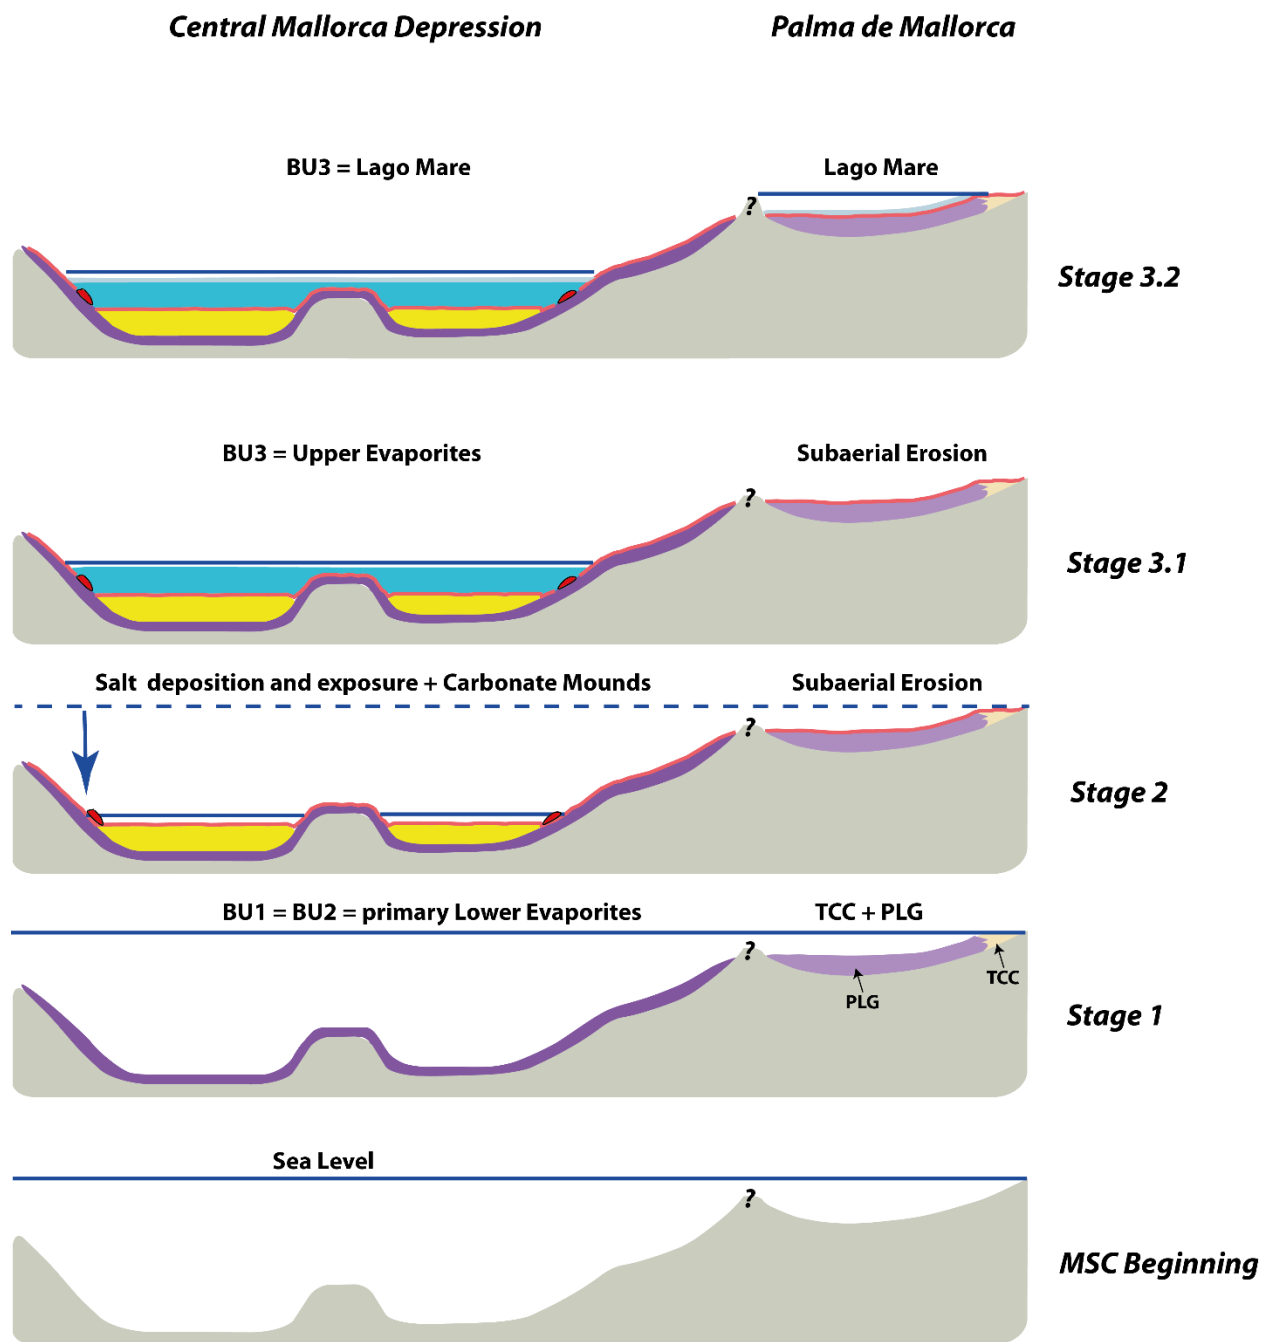 Central Mallorca Depression
Palma de Mallorca
BU3 = Lago Mare
Lago Mare
?
Stage 3.2
BU3 = Upper Evaporites
Subaerial Erosion
?
Stage 3.1
Salt deposition and exposure + Carbonate Mounds
Subaerial Erosion
?
Stage 2
BU1 = BU2 = primary Lower Evaporites
TCC + PLG
?
TCC
PLG
Stage 1
Sea Level
?
MSC Beginning